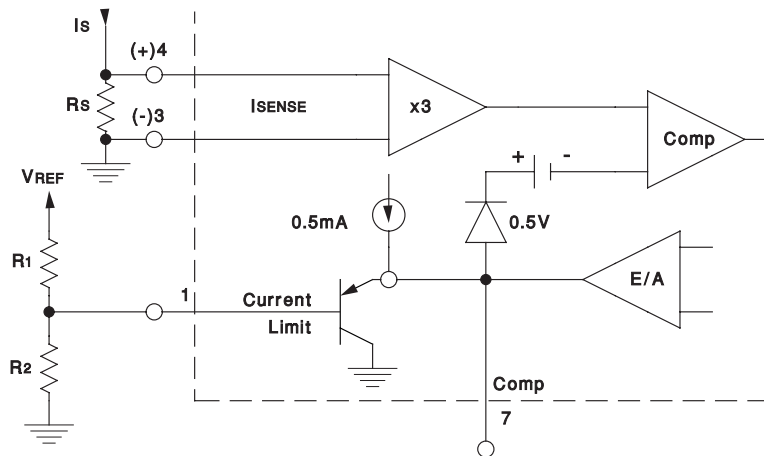 Is
(+)4
Rs
ISENSE
x3
(-)3
Comp
VREF
+ -
0.5mA
0.5V
R1
E/A
1
Current
Limit
R2
Comp
7